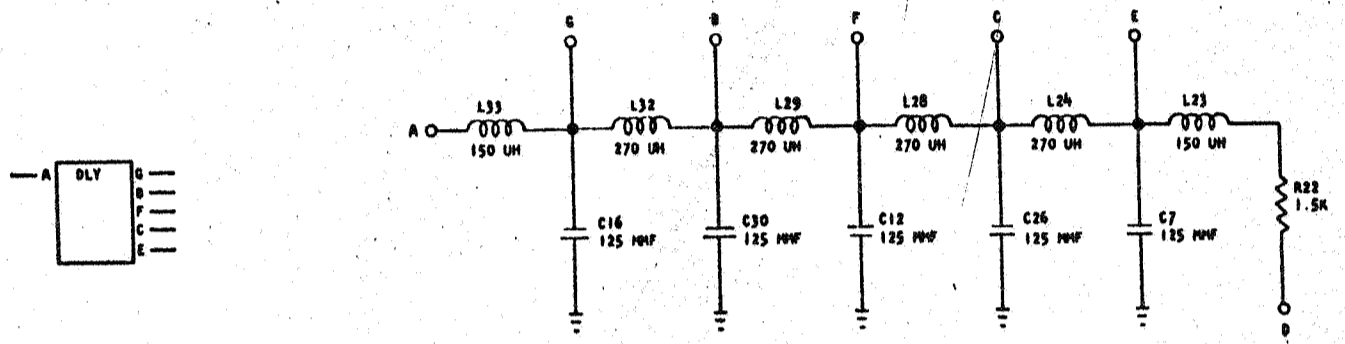 G B F C E
L33 L32 L29 L28 L24 L23
A
150 UH 270 UH 270 UH 270 UH 270 UH 150 UH
A DLY G
B
F
C
E
R22
1.5K
C16 C30 C12 C26 C7
125 MMF 125 MMF 125 MMF 125 MMF 125 MMF
D